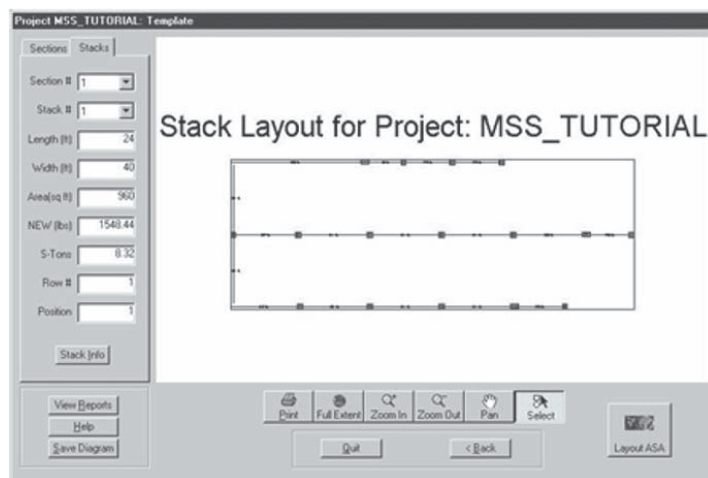 Project MSS_TUTORIAL: Template
Sections Stacks
Section # 1
Stack # 1
Length (ft) 24
Width (ft) 40
Area(sq ft) 960
NEW (lbs) 1548.44
S-Tons 8.32
Row # 1
Position 1
Stack Info
View Reports
Help
Save Diagram
Stack Layout for Project: MSS_TUTORIAL
Print Full Extent Zoom In Zoom Out Pan Select
Quit < Back
Layout ASA